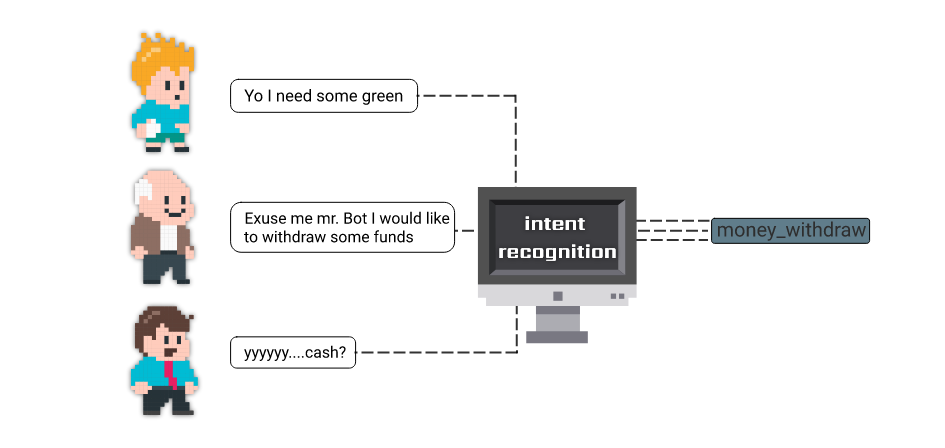 Yo I need some green
Exuse me mr. Bot I would like
to withdraw some funds
intent
recognition
money_withdraw
yyyyyy....cash?